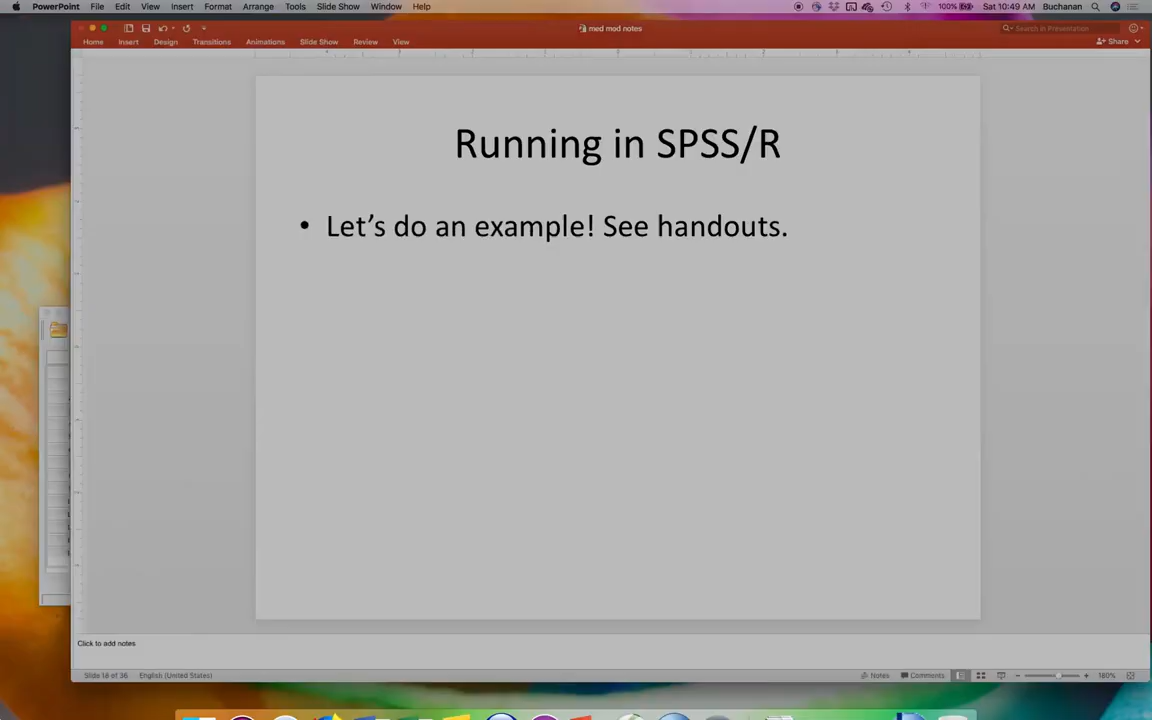 PowerPoint File Edit View Insert Format Arrange Tools Slide Show Window Help 100% Sat 10:49 AM Buchanan
med mod notes Search in Presentation
Home Insert Design Transitions Animations Slide Show Review View Share
Running in SPSS/R
• Let’s do an example! See handouts.
Click to add notes
Slide 18 of 36 English (United States) Notes Comments 160%